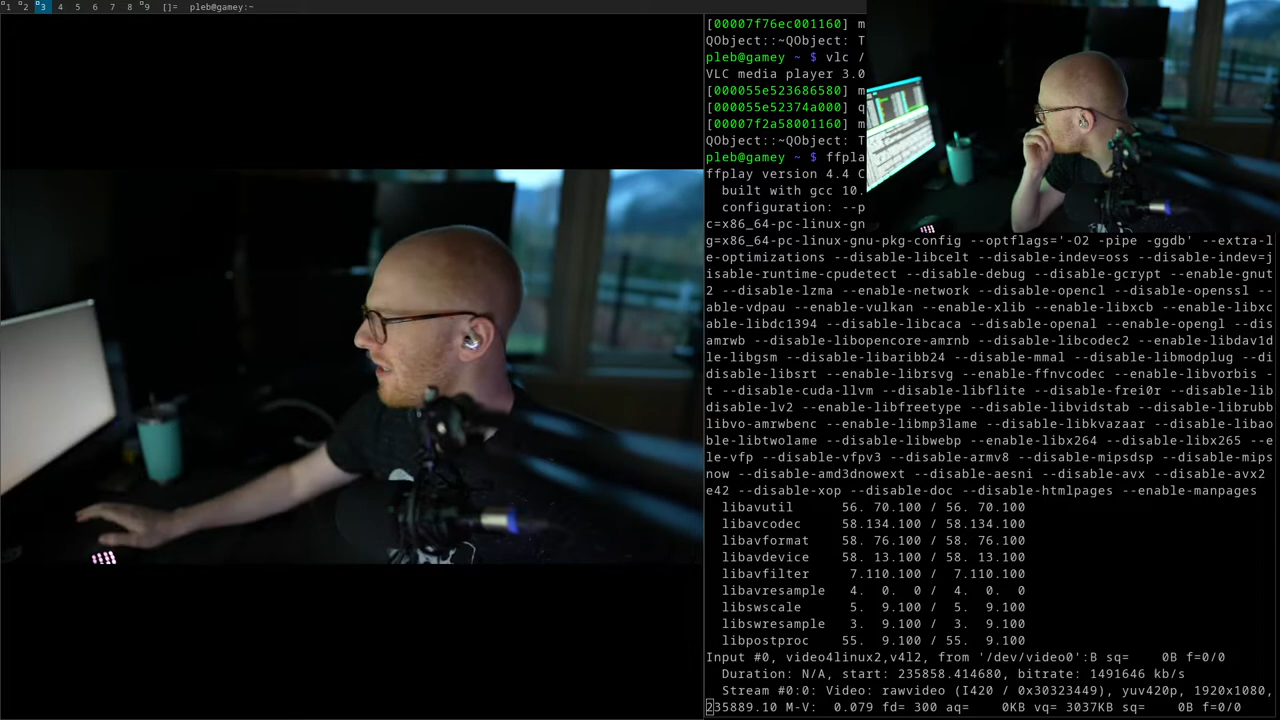 1 2 3 4 5 6 7 8 9 []= pleb@gamey:~
[00007f76ec001160] m
QObject::~QObject: T
pleb@gamey ~ $ vlc /
VLC media player 3.0
[000055e523686580] m
[000055e52374a000] q
[00007f2a58001160] m
QObject::~QObject: T
pleb@gamey ~ $ ffpla
ffplay version 4.4 C
built with gcc 10.
configuration: --p
c=x86_64-pc-linux-gn
g=x86_64-pc-linux-gnu-pkg-config --optflags='-O2 -pipe -ggdb' --extra-l
e-optimizations --disable-libcelt --disable-indev=oss --disable-indev=j
isable-runtime-cpudetect --disable-debug --disable-gcrypt --enable-gnut
2 --disable-lzma --enable-network --disable-opencl --disable-openssl --
able-vdpau --enable-vulkan --enable-xlib --enable-libxcb --enable-libxc
able-libdc1394 --disable-libcaca --disable-openal --enable-opengl --dis
amrwb --disable-libopencore-amrnb --disable-libcodec2 --enable-libdav1d
le-libgsm --disable-libaribb24 --disable-mmal --disable-libmodplug --di
disable-libsrt --enable-librsvg --enable-ffnvcodec --enable-libvorbis -
t --disable-cuda-llvm --disable-libflite --disable-frei0r --disable-lib
disable-lv2 --enable-libfreetype --disable-libvidstab --disable-librubb
libvo-amrwbenc --enable-libmp3lame --disable-libkvazaar --disable-libao
ble-libtwolame --disable-libwebp --enable-libx264 --disable-libx265 --e
le-vfp --disable-vfpv3 --disable-armv8 --disable-mipsdsp --disable-mips
now --disable-amd3dnowext --disable-aesni --disable-avx --disable-avx2
e42 --disable-xop --disable-doc --disable-htmlpages --enable-manpages
libavutil 56. 70.100 / 56. 70.100
libavcodec 58.134.100 / 58.134.100
libavformat 58. 76.100 / 58. 76.100
libavdevice 58. 13.100 / 58. 13.100
libavfilter 7.110.100 / 7.110.100
libavresample 4. 0. 0 / 4. 0. 0
libswscale 5. 9.100 / 5. 9.100
libswresample 3. 9.100 / 3. 9.100
libpostproc 55. 9.100 / 55. 9.100
Input #0, video4linux2,v4l2, from '/dev/video0':B sq= 0B f=0/0
Duration: N/A, start: 235858.414680, bitrate: 1491646 kb/s
Stream #0:0: Video: rawvideo (I420 / 0x30323449), yuv420p, 1920x1080,
235889.10 M-V: 0.079 fd= 300 aq= 0KB vq= 3037KB sq= 0B f=0/0